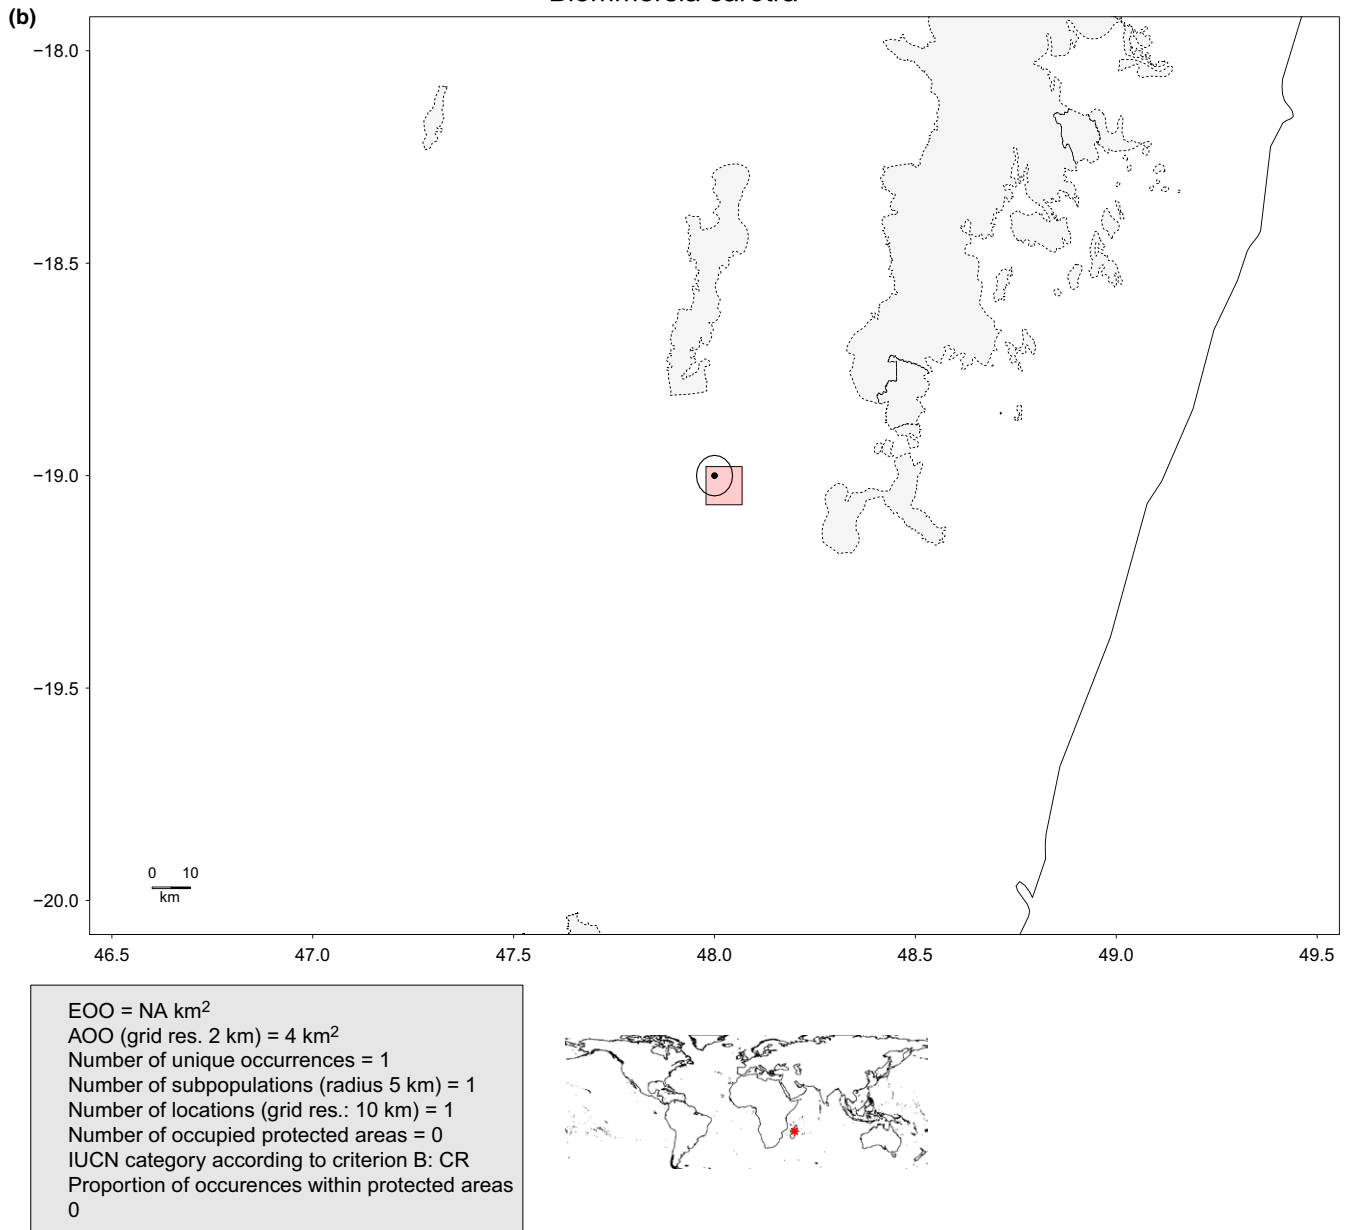 (b)
−18.0
−18.5
−19.0
−19.5
−20.0
0 10
km
46.5 47.0 47.5 48.0 48.5 49.0 49.5
EOO = NA km²
AOO (grid res. 2 km) = 4 km²
Number of unique occurrences = 1
Number of subpopulations (radius 5 km) = 1
Number of locations (grid res.: 10 km) = 1
Number of occupied protected areas = 0
IUCN category according to criterion B: CR
Proportion of occurences within protected areas
0